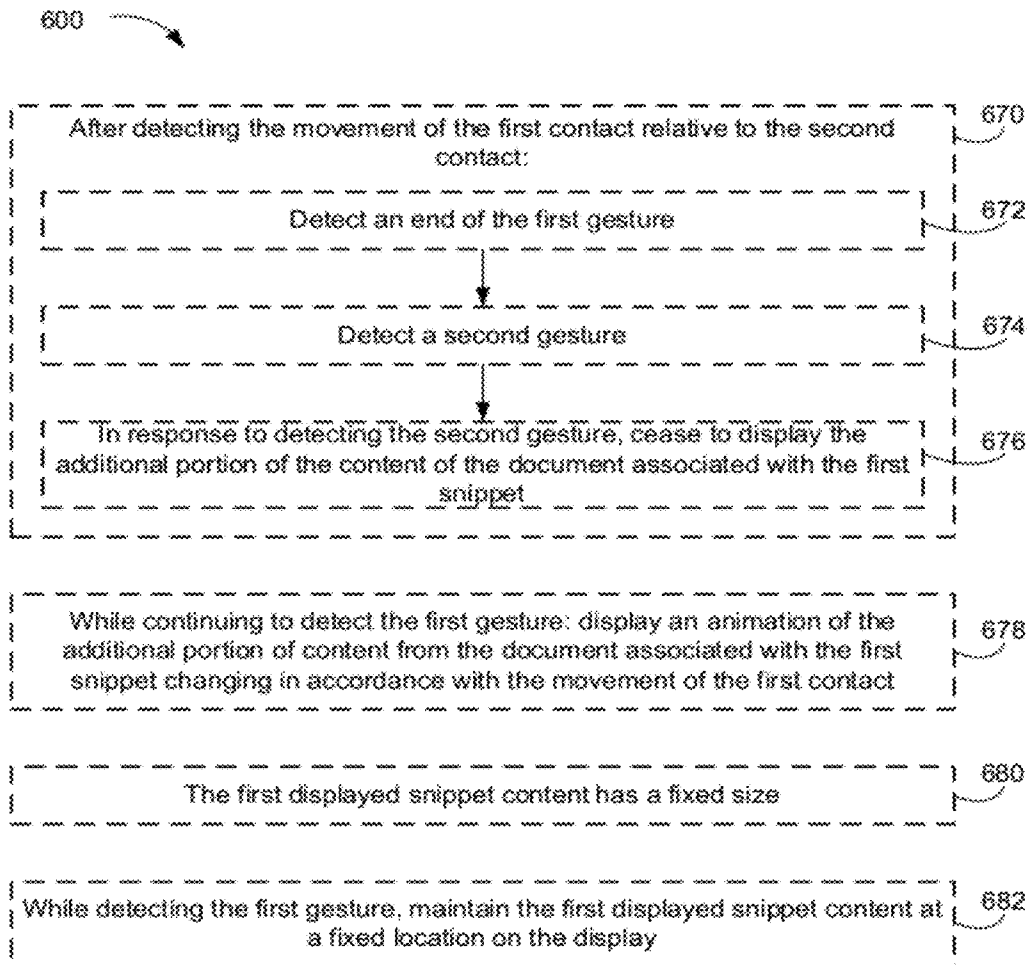 600
After detecting the movement of the first contact relative to the second
contact:
670
Detect an end of the first gesture
672
Detect a second gesture
674
In response to detecting the second gesture, cease to display the
additional portion of the content of the document associated with the first
snippet
676
While continuing to detect the first gesture: display an animation of the
additional portion of content from the document associated with the first
snippet changing in accordance with the movement of the first contact
678
The first displayed snippet content has a fixed size
680
While detecting the first gesture, maintain the first displayed snippet content at
a fixed location on the display
682